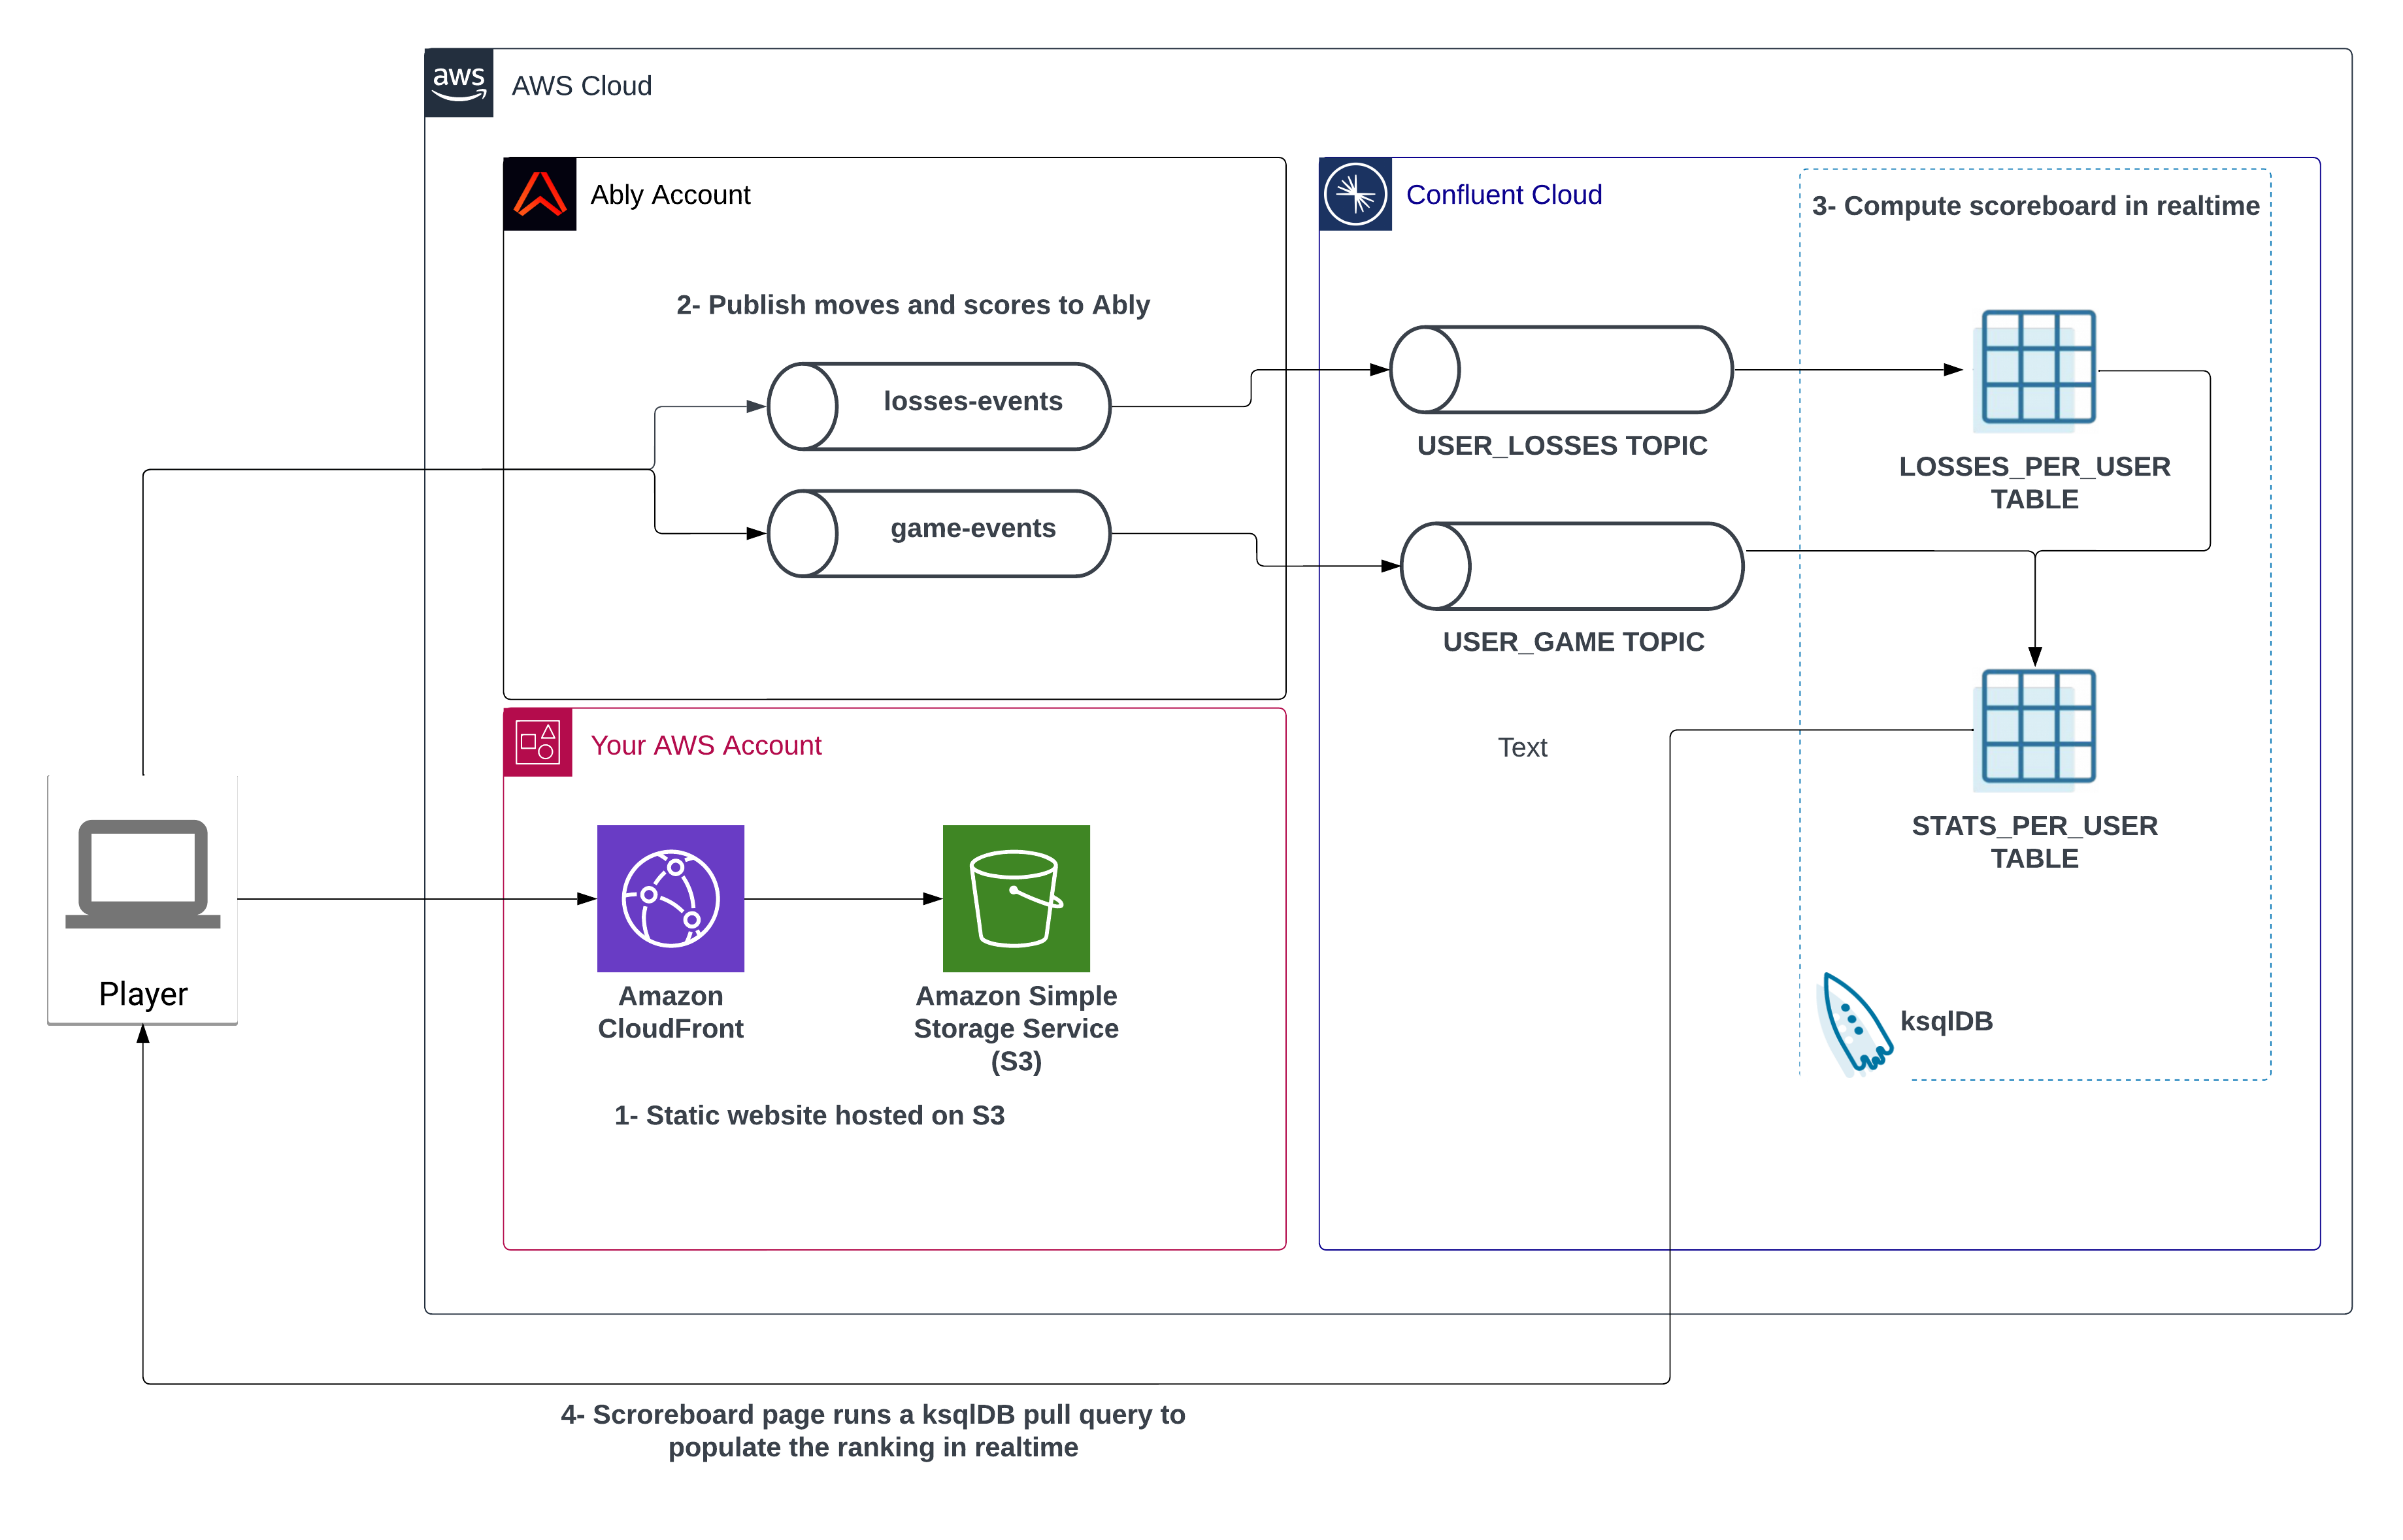 aws
AWS Cloud
Ably Account
Confluent Cloud
3- Compute scoreboard in realtime
2- Publish moves and scores to Ably
losses-events
USER_LOSSES TOPIC
LOSSES_PER_USER
TABLE
game-events
USER_GAME TOPIC
Your AWS Account
Text
STATS_PER_USER
TABLE
Player
Amazon
CloudFront
Amazon Simple
Storage Service
(S3)
ksqlDB
1- Static website hosted on S3
4- Scroreboard page runs a ksqlDB pull query to
populate the ranking in realtime